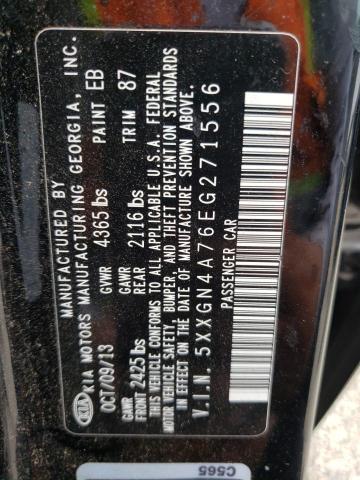 MANUFACTURED BY
KIA KIA MOTORS MANUFACTURING GEORGIA, INC.
OCT/09/13 GVWR 4365 lbs PAINT EB
GAWR FRONT 2425 lbs GAWR REAR 2116 lbs TRIM 87
THIS VEHICLE CONFORMS TO ALL APPLICABLE U.S.A. FEDERAL
MOTOR VEHICLE SAFETY, BUMPER, AND THEFT PREVENTION STANDARDS
IN EFFECT ON THE DATE OF MANUFACTURE SHOWN ABOVE.
V.I.N. 5XXGN4A76EG271556
PASSENGER CAR
C565